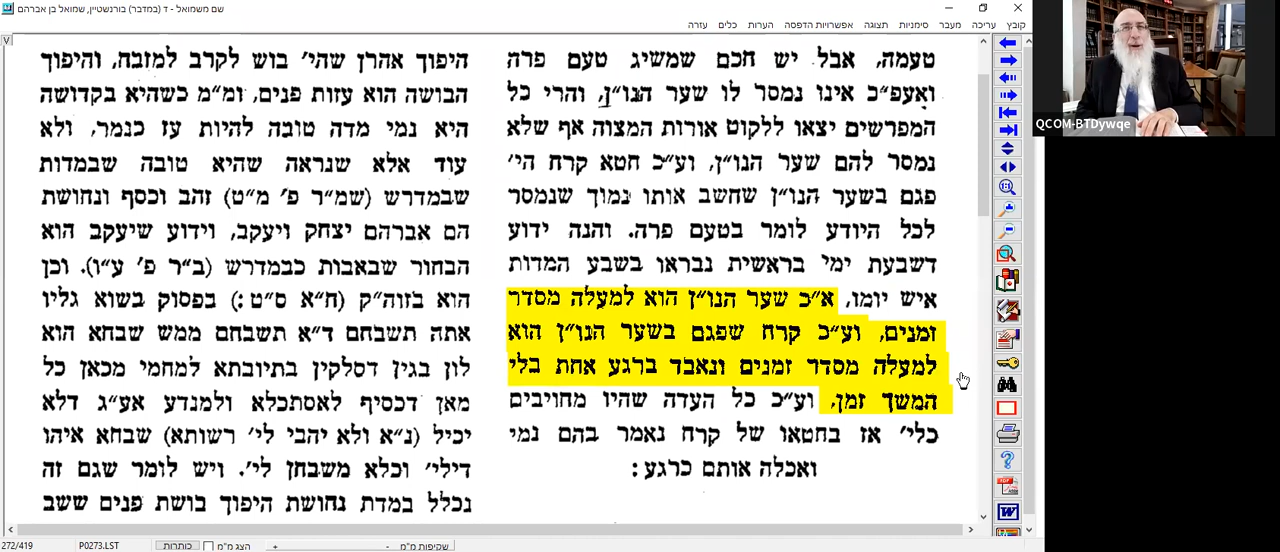 שם משמואל - ד (במדבר) בורנשטיין, שמואל בן אברהם
קובץ עריכה מעבר סימניות תצוגה אפשרויות הדפסה הערות כלים עזרה
טעמה, אבל יש חכם שמשיג טעם פרה
ואעפ״כ אינו נמסר לו שער הנו״ן, והרי כל
המפרשים יצאו ללקוט אורות המצוה אף שלא
נמסר להם שער הנו״ן, וע״כ חטא קרח הי׳
פגם בשער הנו״ן שחשב אותו נמוך שנמסר
לכל היודע לומר בטעם פרה. והנה ידוע
דשבעת ימי בראשית נבראו בשבע המדות
איש יומו, א״כ שער הנו״ן הוא למעלה מסדר
זמנים, וע״כ קרח שפגם בשער הנו״ן הוא
למעלה מסדר זמנים ונאבד ברגע אחת בלי
המשך זמן, וע״כ כל העדה שהיו מחויבים
כלי׳ אז בחטאו של קרח נאמר בהם נמי
ואכלה אותם כרגע:
היפוך אהרן שהי׳ בוש לקרב למזבח, והיפוך
הבושה הוא עזות פנים, ומ״מ כשהיא בקדושה
היא נמי מדה טובה להיות עז כנמר, ולא
עוד אלא שנראה שהיא טובה שבמדות
שבמדרש (שמ״ר פ׳ מ״ט) זהב וכסף ונחושת
הם אברהם יצחק ויעקב, וידוע שיעקב הוא
הבחור שבאבות כבמדרש (ב״ר פ׳ ע״ו). וכן
הוא בזוה״ק (ח״א ס״ט:) בפסוק בשוא גליו
אתה תשבחם ד״א תשבחם ממש שבחא הוא
לון בגין דסלקין בתיובתא למחמי מכאן כל
מאן דכסיף לאסתכלא ולמנדע אע״ג דלא
יכיל (נ״א ולא יהבי לי׳ רשותא) שבחא איהו
דילי׳ וכלא משבחן לי׳. ויש לומר שגם זה
נכלל במדת נחושת היפוך בושת פנים ששב
QCOM-BTDywqe
272/419 P0273.LST כותרות הצג מ״מ + - שקיפות מ״מ